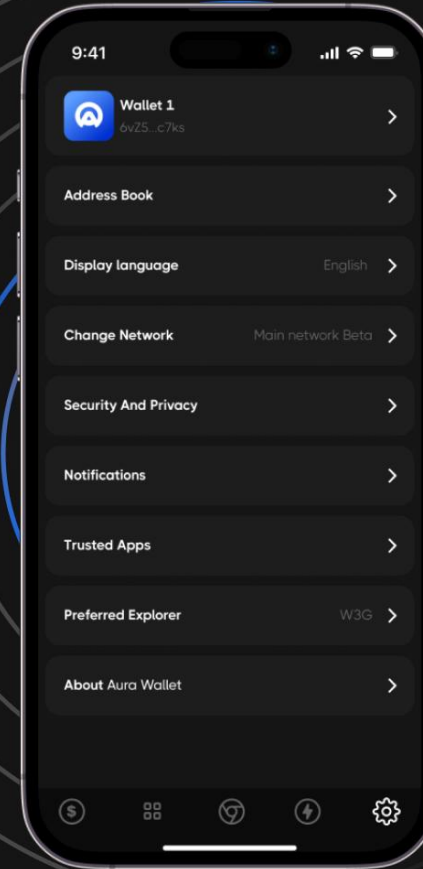 9:41
Wallet 1
6vZ5...c7ks
Address Book
Display language English
Change Network Main network Beta
Security And Privacy
Notifications
Trusted Apps
Preferred Explorer W3G
About Aura Wallet
$